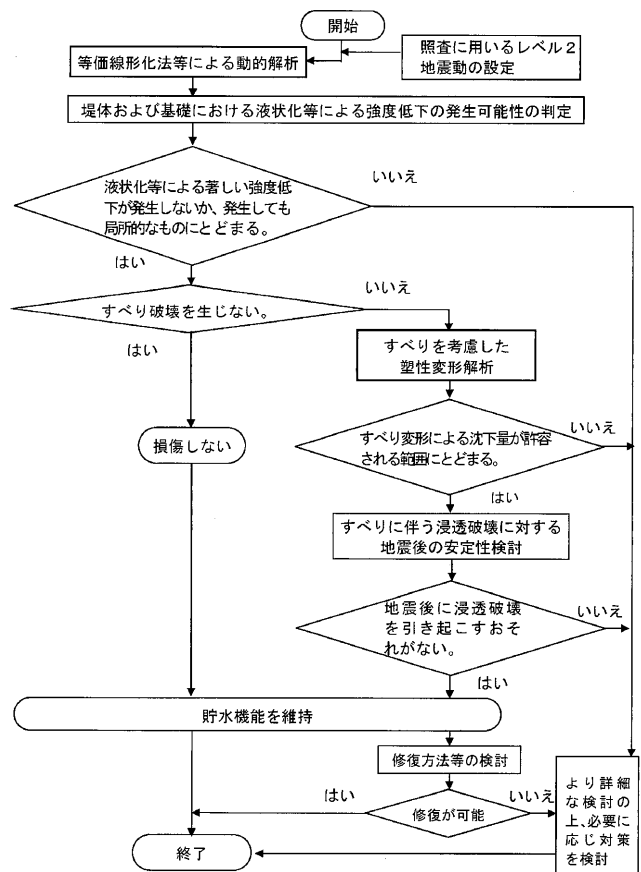 開始
照査に用いるレベル2
地震動の設定
等価線形化法等による動的解析
堤体および基礎における液状化等による強度低下の発生可能性の判定
液状化等による著しい強度低
下が発生しないか、発生しても
局所的なものにとどまる。
いいえ
はい
すべり破壊を生じない。
いいえ
はい
すべりを考慮した
塑性変形解析
損傷しない
すべり変形による沈下量が許容
される範囲にとどまる。
いいえ
はい
すべりに伴う浸透破壊に対する
地震後の安定性検討
地震後に浸透破壊
を引き起こすおそ
れがない。
いいえ
はい
貯水機能を維持
修復方法等の検討
修復が可能
はい
いいえ
より詳細
な検討の
上、必要に
応じ対策
を検討
終了